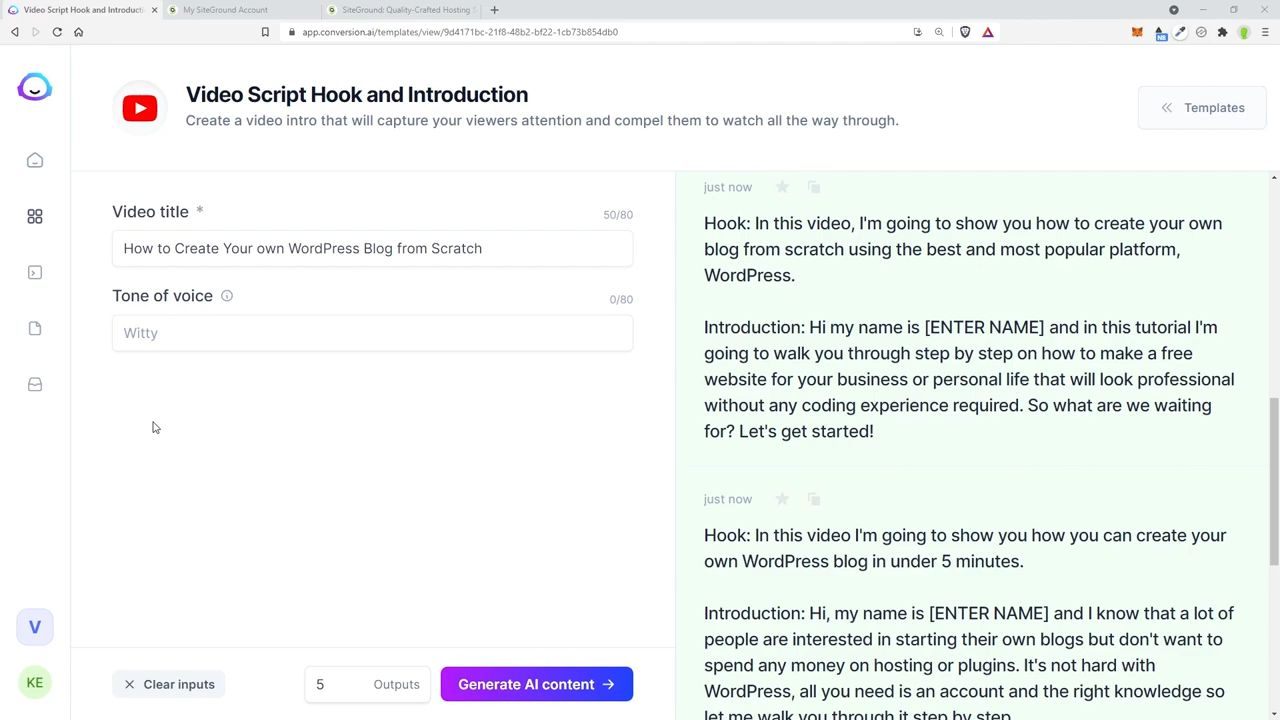 Video Script Hook and Introducti
My SiteGround Account
SiteGround: Quality-Crafted Hosting S
app.conversion.ai/templates/view/9d4171bc-21f8-48b2-bf22-1cb73b854db0
N8
Video Script Hook and Introduction
Create a video intro that will capture your viewers attention and compel them to watch all the way through.
Templates
Video title *
50/80
How to Create Your own WordPress Blog from Scratch
Tone of voice
0/80
Witty
V
KE
Clear inputs
5 Outputs
Generate AI content
just now
Hook: In this video, I'm going to show you how to create your own
blog from scratch using the best and most popular platform,
WordPress.
Introduction: Hi my name is [ENTER NAME] and in this tutorial I'm
going to walk you through step by step on how to make a free
website for your business or personal life that will look professional
without any coding experience required. So what are we waiting
for? Let's get started!
just now
Hook: In this video I'm going to show you how you can create your
own WordPress blog in under 5 minutes.
Introduction: Hi, my name is [ENTER NAME] and I know that a lot of
people are interested in starting their own blogs but don't want to
spend any money on hosting or plugins. It's not hard with
WordPress, all you need is an account and the right knowledge so
let me walk you through it step by step.